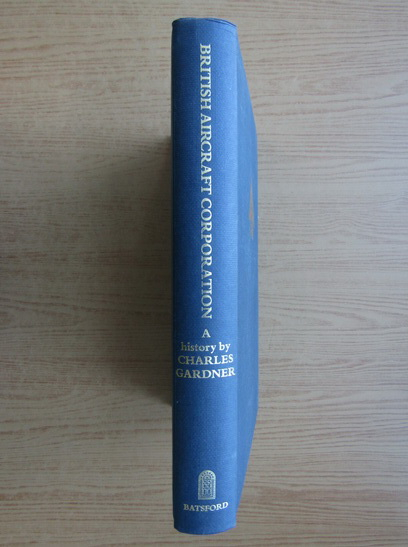 BRITISH AIRCRAFT CORPORATION
A
history by
CHARLES
GARDNER
BATSFORD